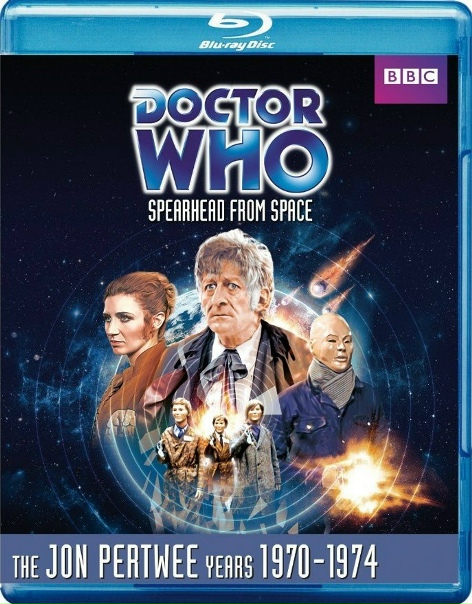 Blu-ray Disc
BBC
DOCTOR
WHO
SPEARHEAD FROM SPACE
THE JON PERTWEE YEARS 1970-1974